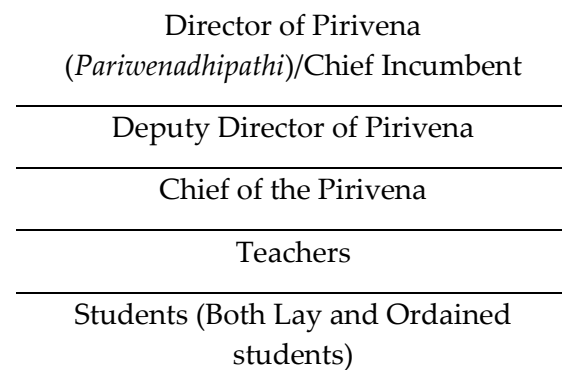 Director of Pirivena
(Pariwenadhipathi)/Chief Incumbent
Deputy Director of Pirivena
Chief of the Pirivena
Teachers
Students (Both Lay and Ordained
students)